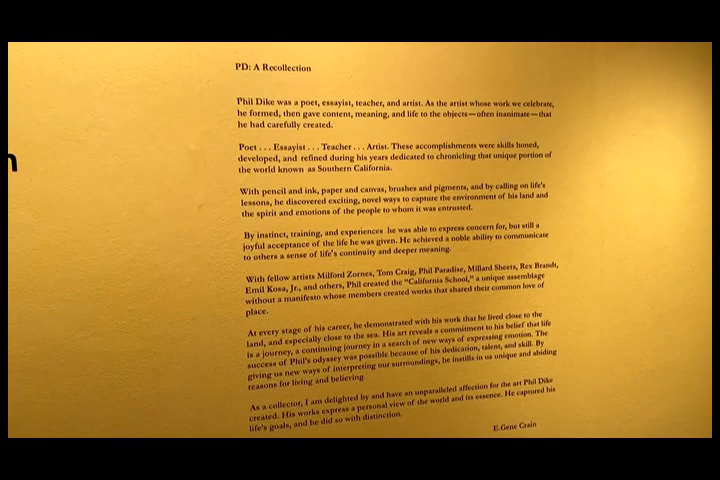 PD: A Recollection
Phil Dike was a poet, essayist, teacher, and artist. As the artist whose work we celebrate,
he formed, then gave content, meaning, and life to the objects—often inanimate—that
he had carefully created.
Poet . . . Essayist . . . Teacher . . . Artist. These accomplishments were skills honed,
developed, and refined during his years dedicated to chronicling that unique portion of
the world known as Southern California.
With pencil and ink, paper and canvas, brushes and pigments, and by calling on life's
lessons, he discovered exciting, novel ways to capture the environment of his land and
the spirit and emotions of the people to whom it was entrusted.
By instinct, training, and experiences he was able to express concern for, but still a
joyful acceptance of the life he was given. He achieved a noble ability to communicate
to others a sense of life's continuity and deeper meaning.
With fellow artists Milford Zornes, Tom Craig, Phil Paradise, Millard Sheets, Rex Brandt,
Emil Kosa, Jr., and others, Phil created the "California School," a unique assemblage
without a manifesto whose members created works that shared their common love of
place.
At every stage of his career, he demonstrated with his work that he lived close to the
land, and especially close to the sea. His art reveals a commitment to his belief that life
is a journey, a continuing journey in a search of new ways of expressing emotion. The
success of Phil's odyssey was possible because of his dedication, talent, and skill. By
giving us new ways of interpreting our surroundings, he instills in us unique and abiding
reasons for living and believing.
As a collector, I am delighted by and have an unparalleled affection for the art Phil Dike
created. His works express a personal view of the world and its essence. He captured his
life's goals, and he did so with distinction.
E.Gene Crain